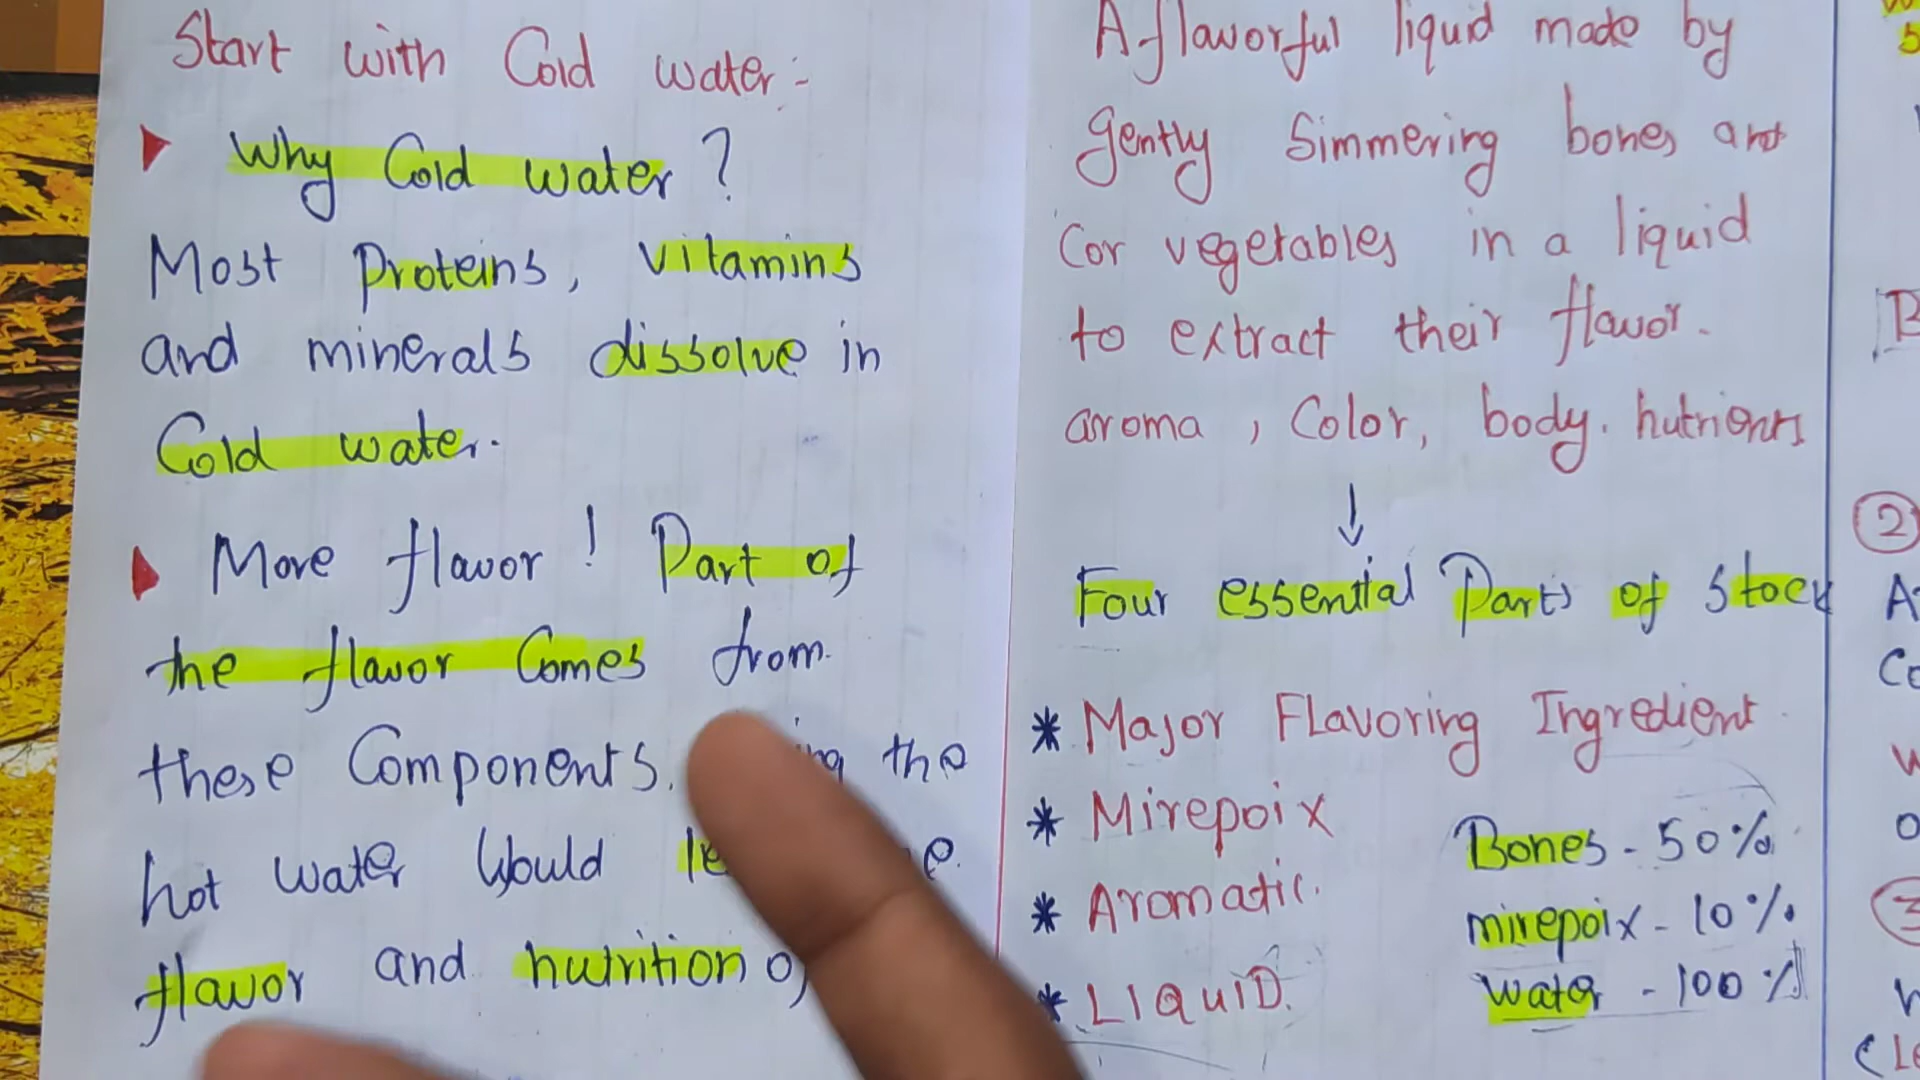 Start with Cold water:-
Why Cold water ?
Most Proteins, vitamins
and minerals dissolve in
Cold water.
More flavor ! Part of
the flavor Comes from
these Components. the
hot water would
flavor and nutrition
A flavorful liquid made by
gently Simmering bones and
(or vegetables in a liquid
to extract their flavor.
aroma , Color, body. nutrients
↓
Four essential Parts of stock
* Major FLavoring Ingredient
* Mirepoix
* Aromatic.
* LIQuID.
Bones - 50%
mirepoix - 10%
water - 100%
2
3